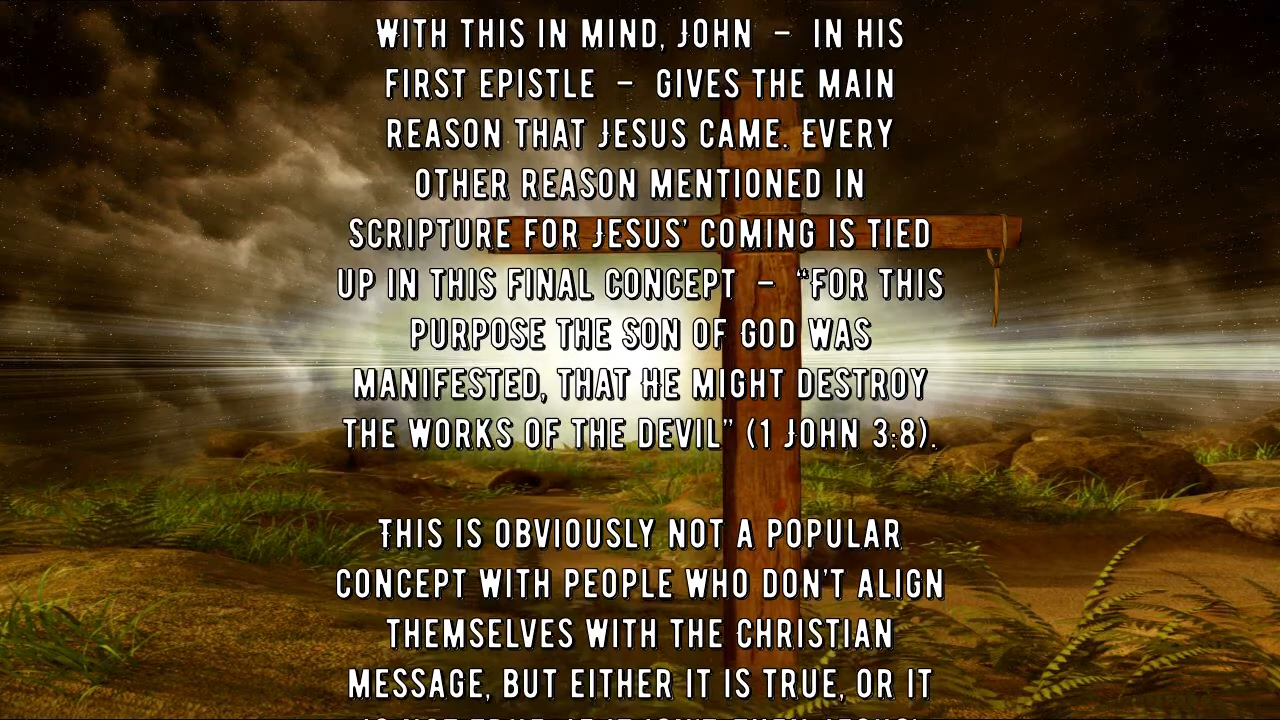 WITH THIS IN MIND, JOHN – IN HIS
FIRST EPISTLE – GIVES THE MAIN
REASON THAT JESUS CAME. EVERY
OTHER REASON MENTIONED IN
SCRIPTURE FOR JESUS' COMING IS TIED
UP IN THIS FINAL CONCEPT – “FOR THIS
PURPOSE THE SON OF GOD WAS
MANIFESTED, THAT HE MIGHT DESTROY
THE WORKS OF THE DEVIL” (1 JOHN 3:8).
THIS IS OBVIOUSLY NOT A POPULAR
CONCEPT WITH PEOPLE WHO DON'T ALIGN
THEMSELVES WITH THE CHRISTIAN
MESSAGE, BUT EITHER IT IS TRUE, OR IT